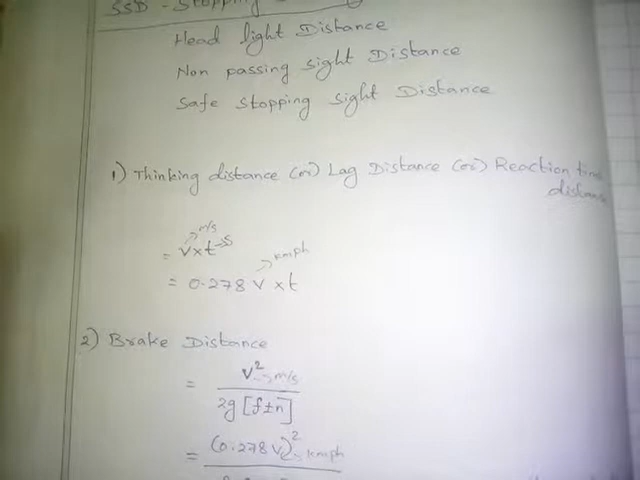 SSD - Stopping
Head light Distance
Non passing sight Distance
Safe stopping sight Distance
1) Thinking distance (or) Lag Distance (or) Reaction time
distance
= v → m/s × t → s
= 0.278 V → kmph × t
2) Brake Distance
= v² → m/s / 2g [f±n]
= (0.278 V)² → kmph